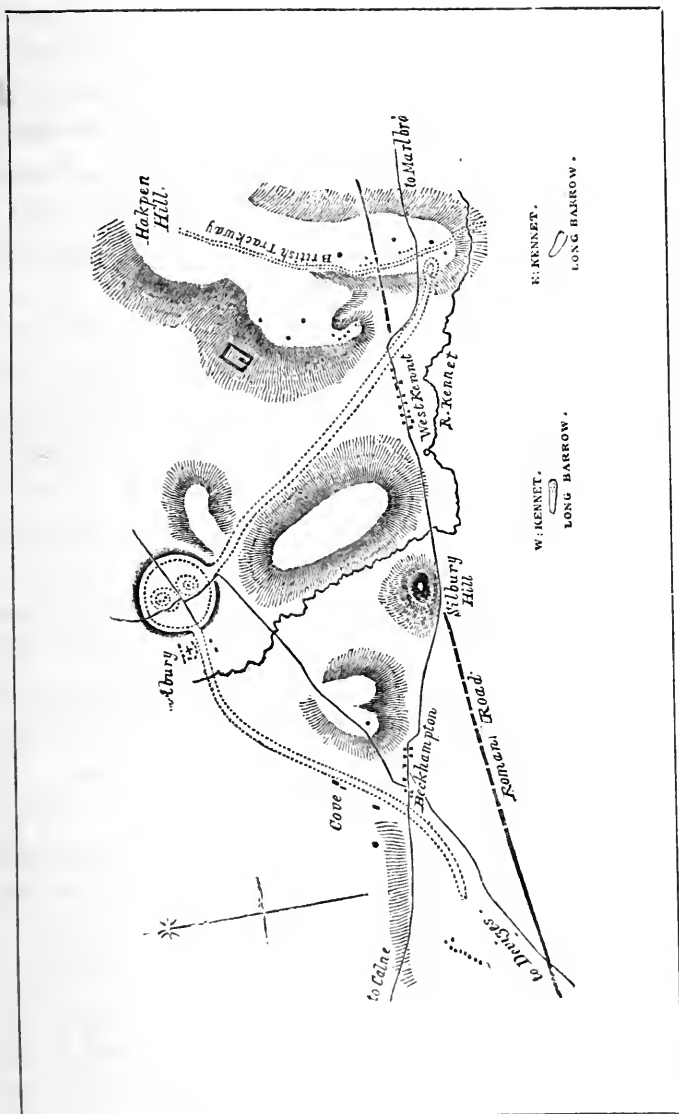 Hakpen
Hill.
British Trackway
to Marlbro'
Abury
West Kennet
R. Kennet
E: KENNET.
LONG BARROW.
W: KENNET.
LONG BARROW.
Silbury
Hill
Cove
Beckhampton
Roman Road
to Calne
to Devizes.